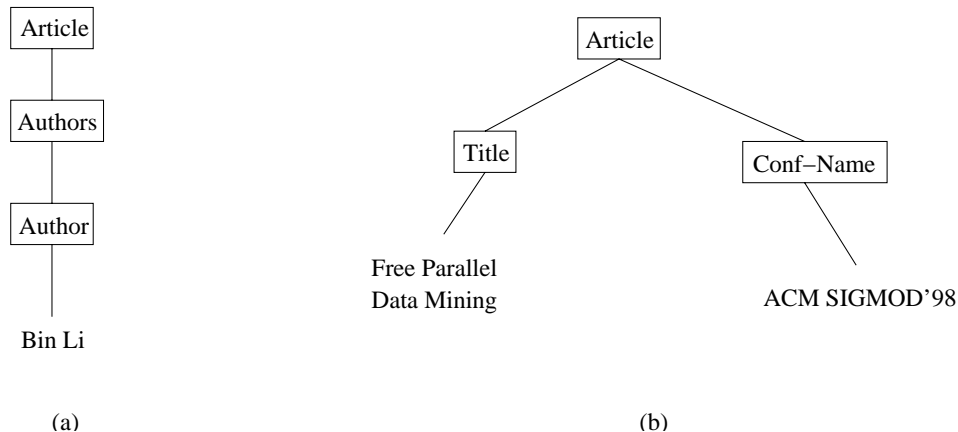 Article
Authors
Author
Bin Li
(a)
Article
Title
Conf−Name
Free Parallel
Data Mining
ACM SIGMOD'98
(b)